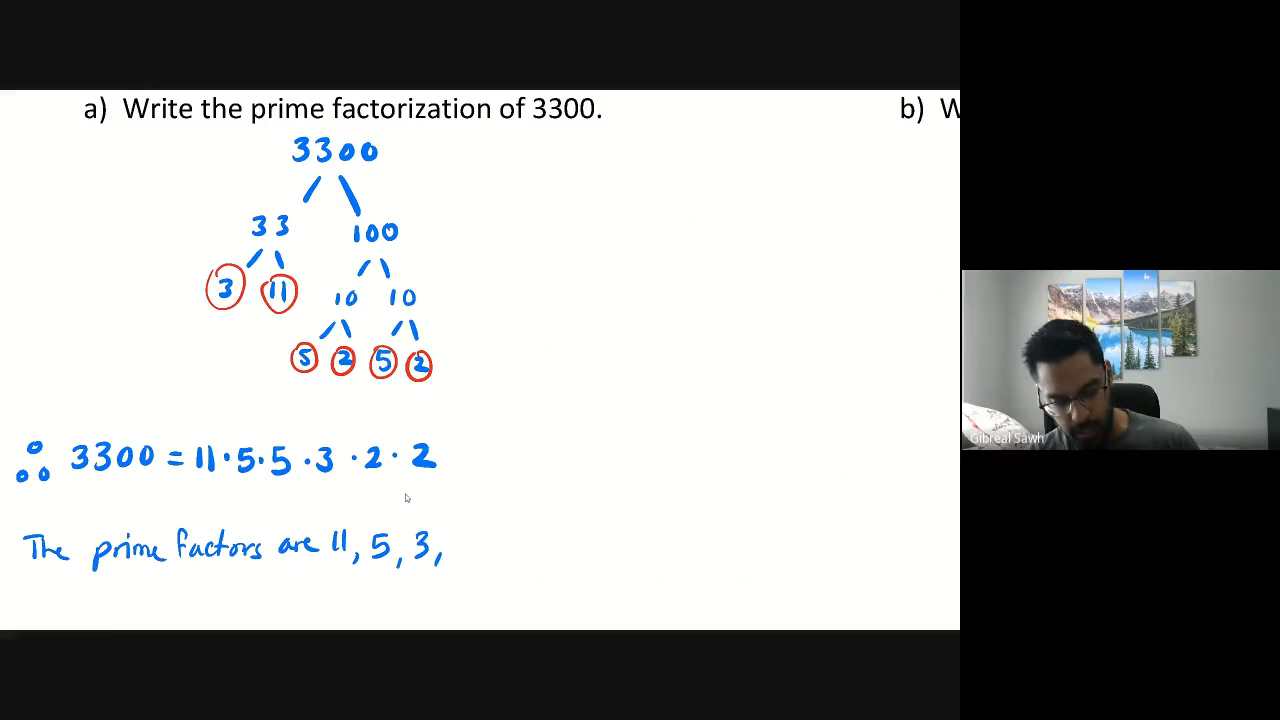 a) Write the prime factorization of 3300.
b) W
3300
33 100
3 11 10 10
5 2 5 2
∴ 3300 = 11 · 5 · 5 · 3 · 2 · 2
The prime factors are 11, 5, 3,
Gibreal Sawh